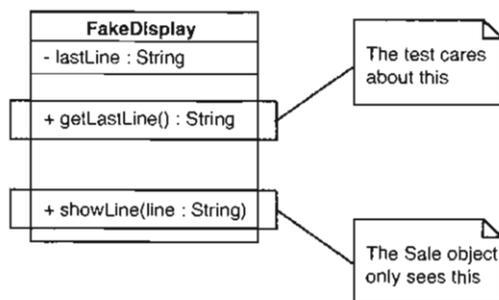 FakeDisplay
- lastLine : String
+ getLastLine() : String
+ showLine(line : String)
The test cares
about this
The Sale object
only sees this